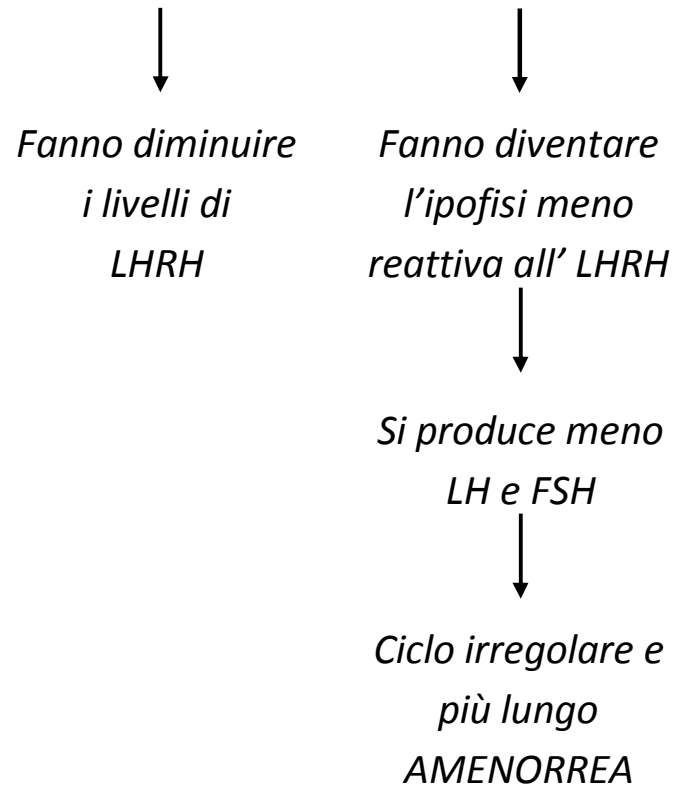 Fanno diminuire
i livelli di
LHRH
Fanno diventare
l’ipofisi meno
reattiva all’ LHRH
Si produce meno
LH e FSH
Ciclo irregolare e
più lungo
AMENORREA